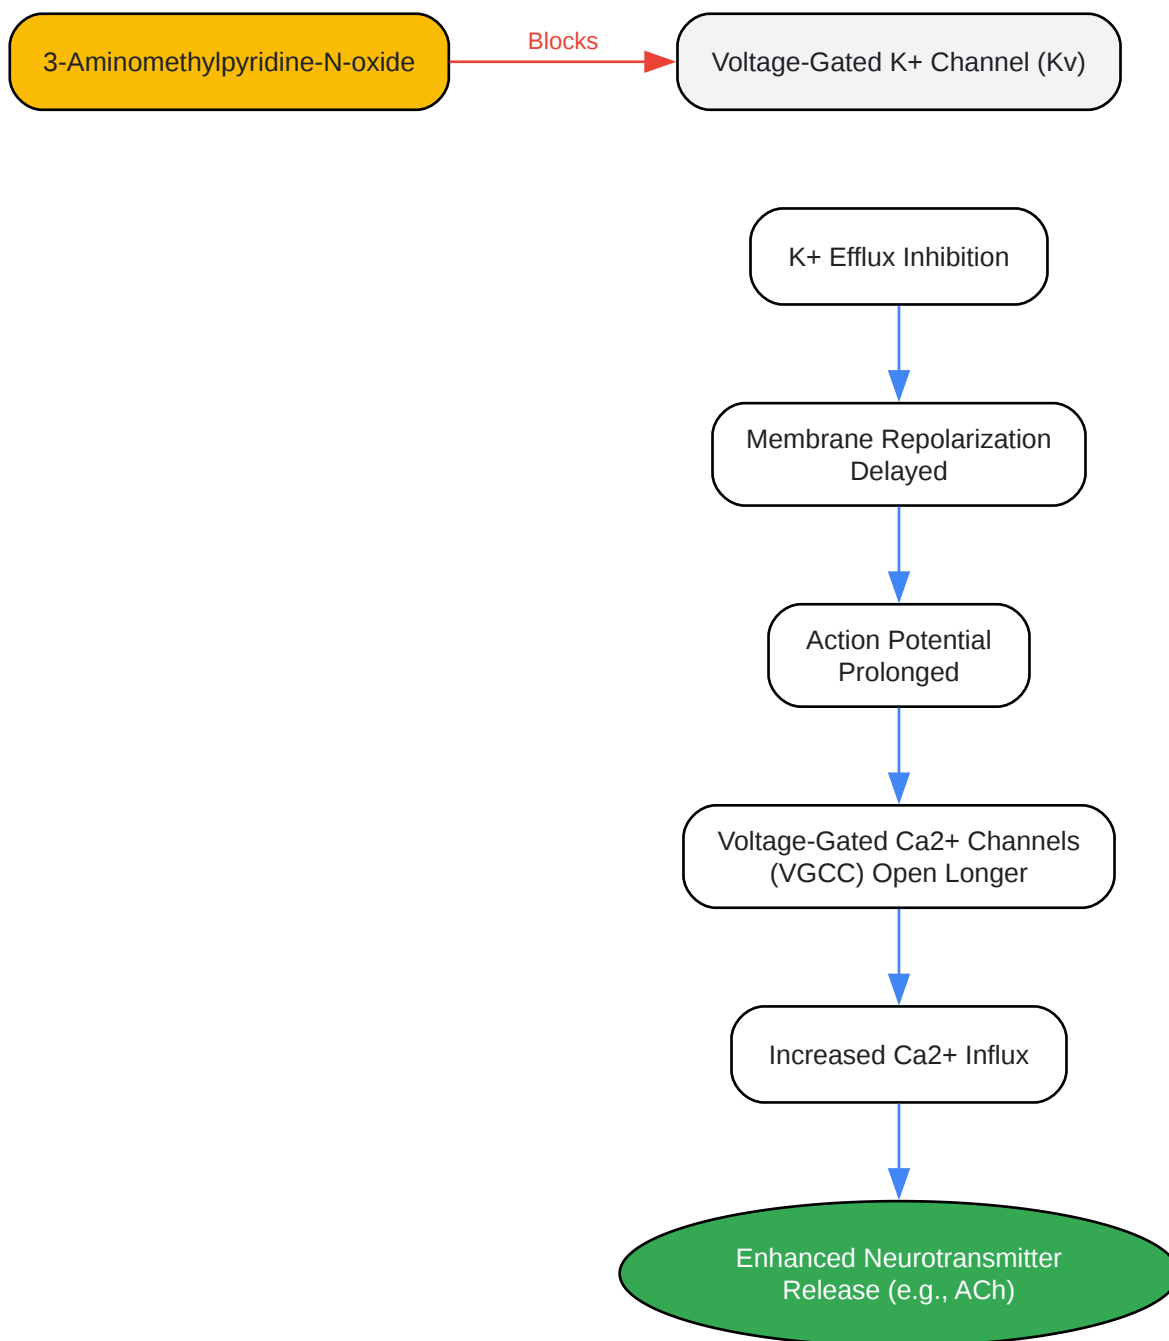 3-Aminomethylpyridine-N-oxide
Blocks
Voltage-Gated K+ Channel (Kv)
K+ Efflux Inhibition
Membrane Repolarization
Delayed
Action Potential
Prolonged
Voltage-Gated Ca2+ Channels
(VGCC) Open Longer
Increased Ca2+ Influx
Enhanced Neurotransmitter
Release (e.g., ACh)